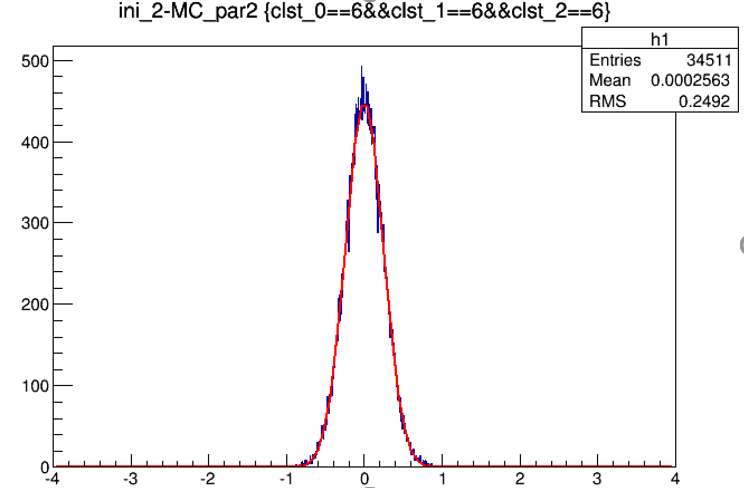 ini_2-MC_par2 {clst_0==6&&clst_1==6&&clst_2==6}
h1
Entries 34511
Mean 0.0002563
RMS 0.2492
500
400
300
200
100
0
-4 -3 -2 -1 0 1 2 3 4